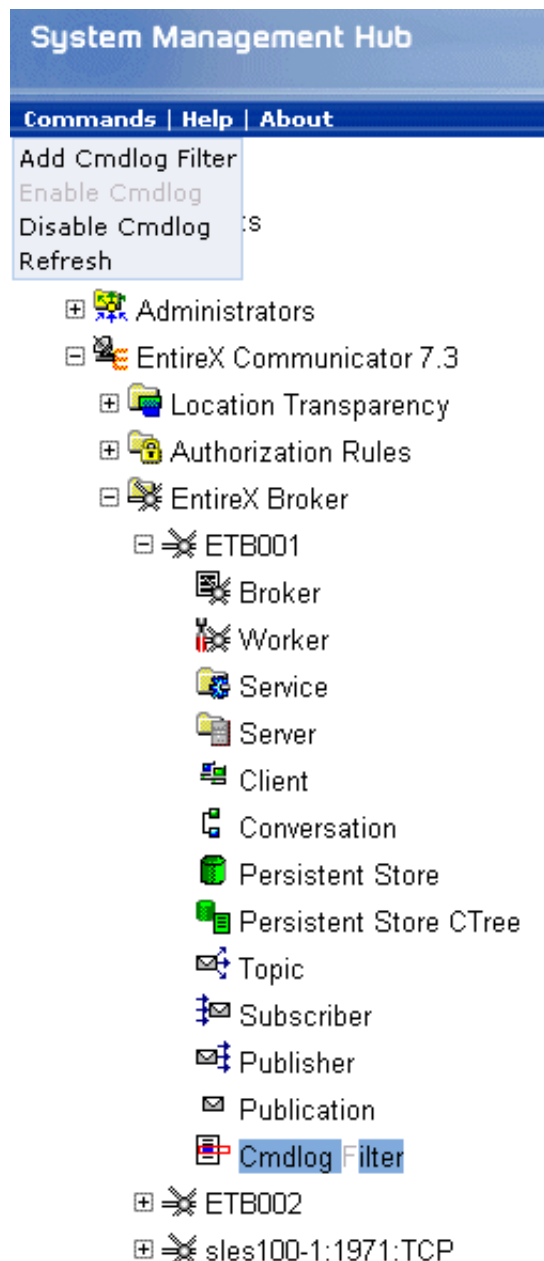 System Management Hub
Commands | Help | About
Add Cmdlog Filter
Enable Cmdlog
Disable Cmdlog
ts
Refresh
Administrators
EntireX Communicator 7.3
Location Transparency
Authorization Rules
EntireX Broker
ETB001
Broker
Worker
Service
Server
Client
Conversation
Persistent Store
Persistent Store CTree
Topic
Subscriber
Publisher
Publication
Cmdlog Filter
ETB002
sles100-1:1971:TCP